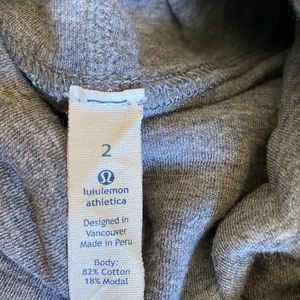 2
lululemon
athletica
Designed in
Vancouver
Made in Peru
Body:
82% Cotton
18% Modal